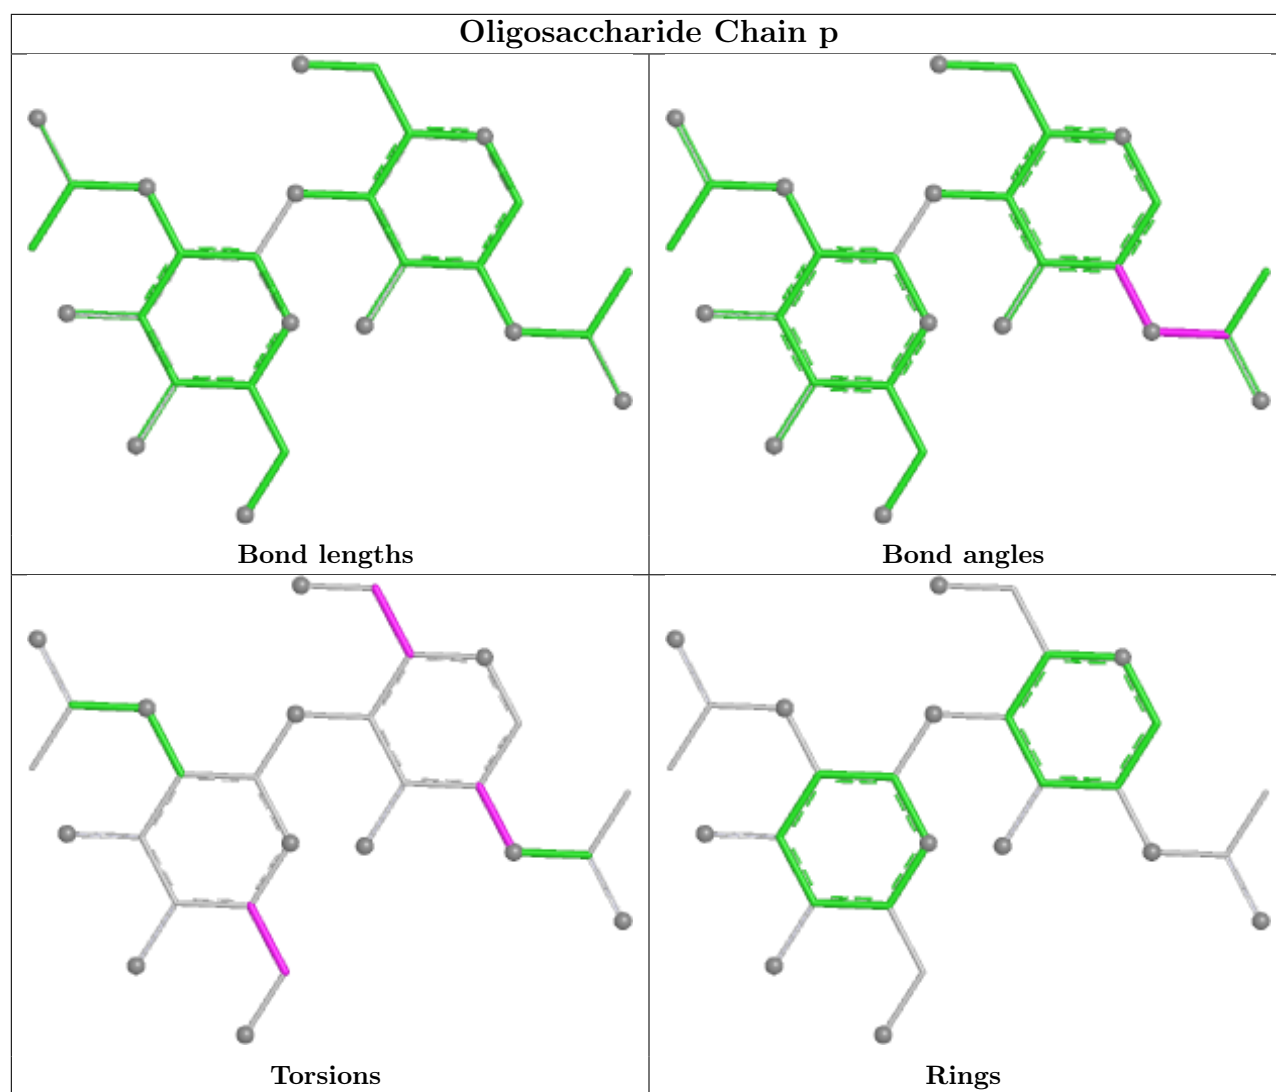 Oligosaccharide Chain p
Bond lengths
Bond angles
Torsions
Rings